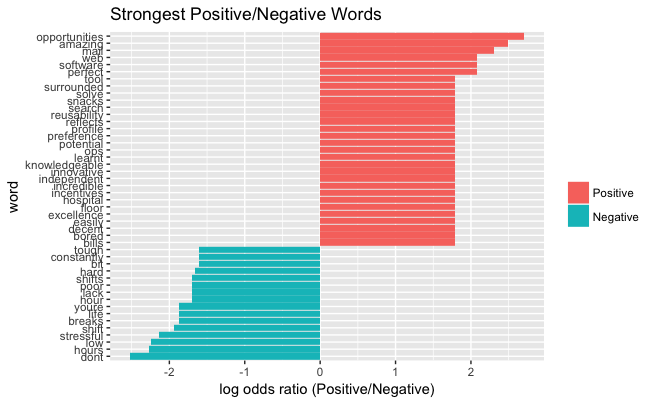 Strongest Positive/Negative Words
opportunities
amazing
mail
web
software
perfect
tool
surrounded
solve
snacks
search
reusability
reflects
profile
preference
potential
ops
learnt
knowledgeable
innovative
independent
incredible
incentives
hospital
floor
excellence
easily
decent
bored
bills
tough
constantly
bit
hard
shifts
poor
lack
hour
youre
life
breaks
shift
stressful
low
hours
dont
word
-2 -1 0 1 2
log odds ratio (Positive/Negative)
Positive
Negative